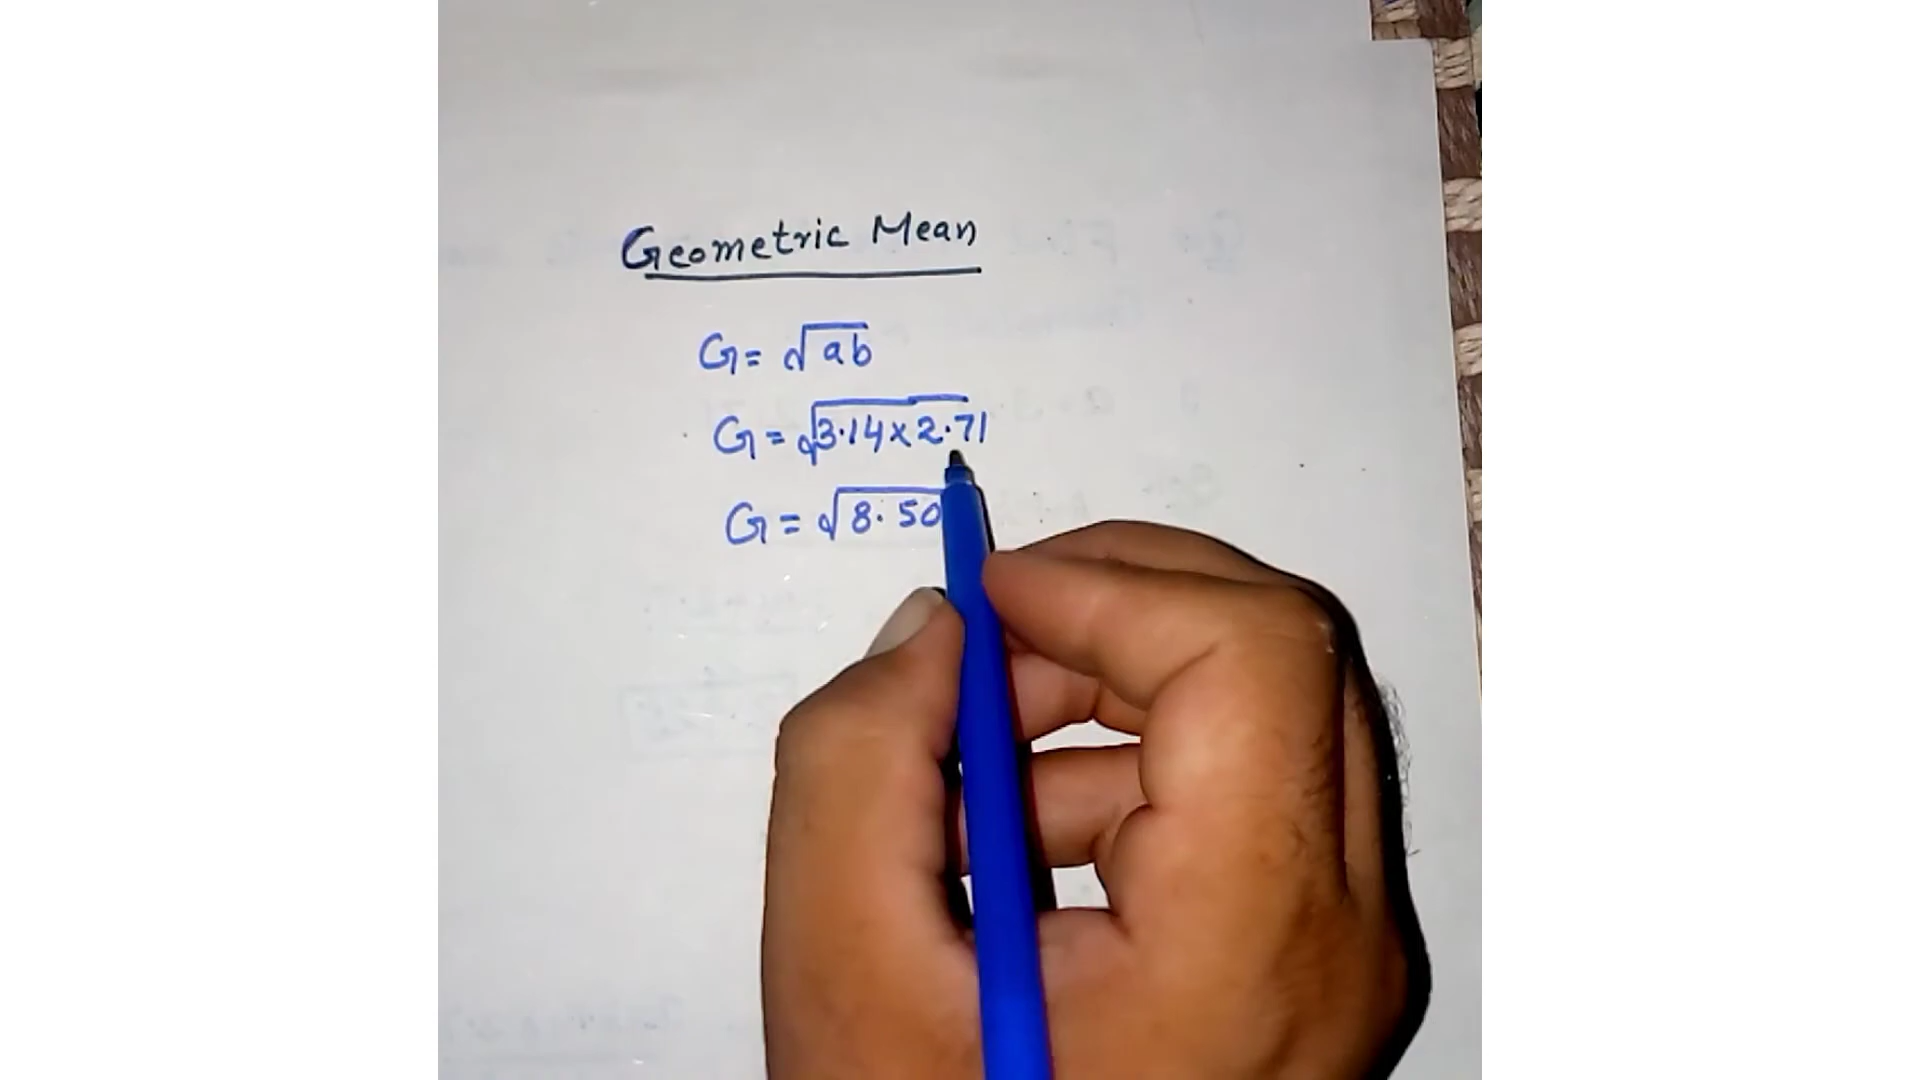 Geometric Mean
G = √ab
G = √3.14 x 2.71
G = √8.50